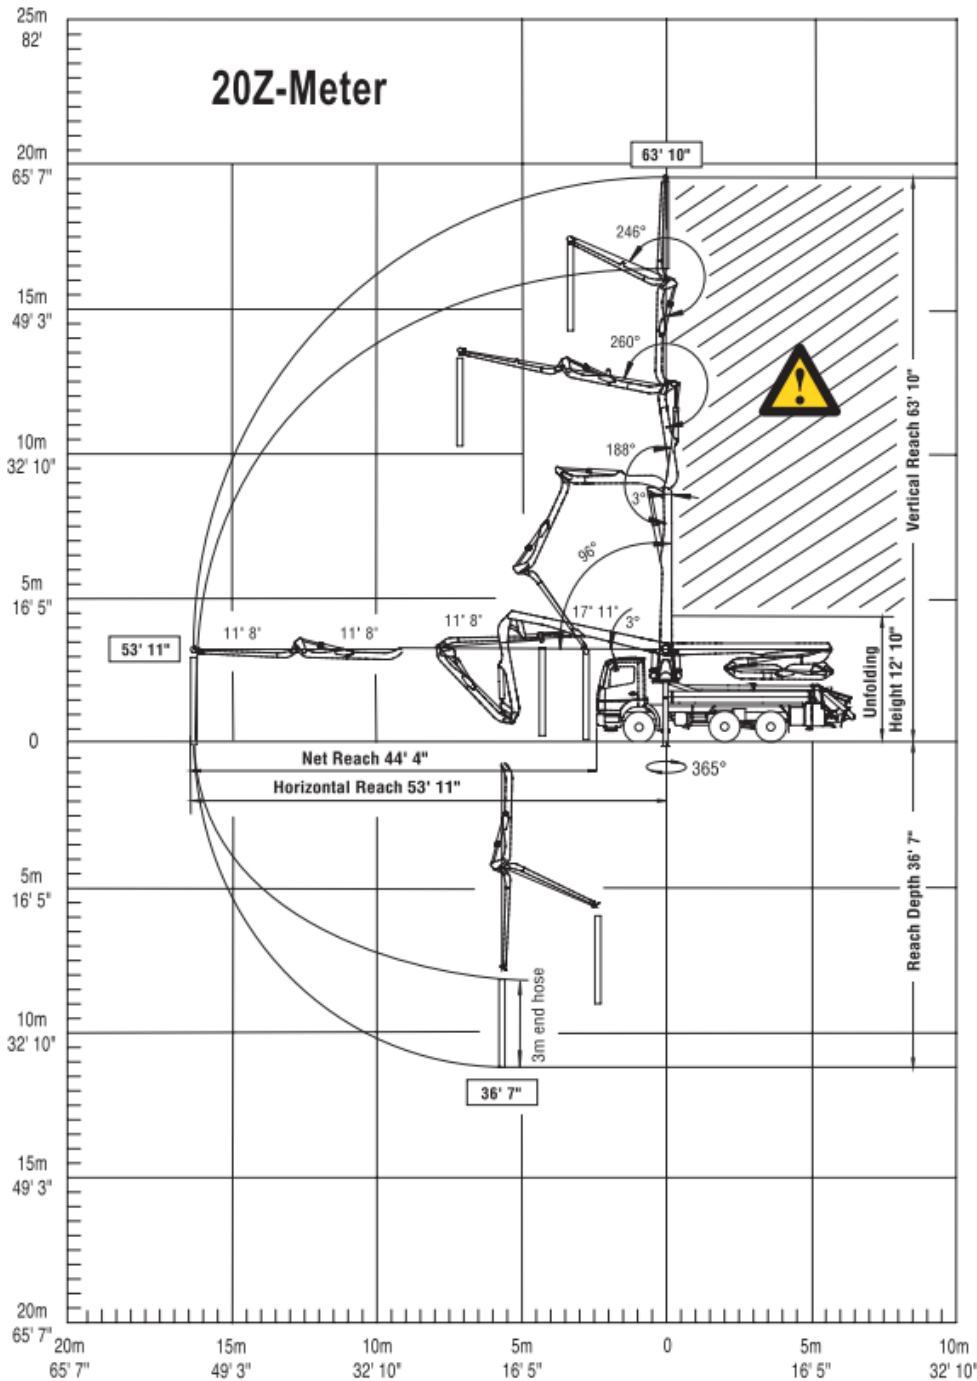 25m
82'
20Z-Meter
20m
65' 7"
63' 10"
246°
15m
49' 3"
260°
Vertical Reach 63' 10"
10m
32' 10"
188°
3°
96°
5m
16' 5"
17' 11"
3°
11' 8"
11' 8"
11' 8"
53' 11"
Unfolding
Height 12' 10"
0
Net Reach 44' 4"
365°
Horizontal Reach 53' 11"
5m
16' 5"
Reach Depth 36' 7"
3m end hose
10m
32' 10"
36' 7"
15m
49' 3"
20m
65' 7"
20m
65' 7"
15m
49' 3"
10m
32' 10"
5m
16' 5"
0
5m
16' 5"
10m
32' 10"